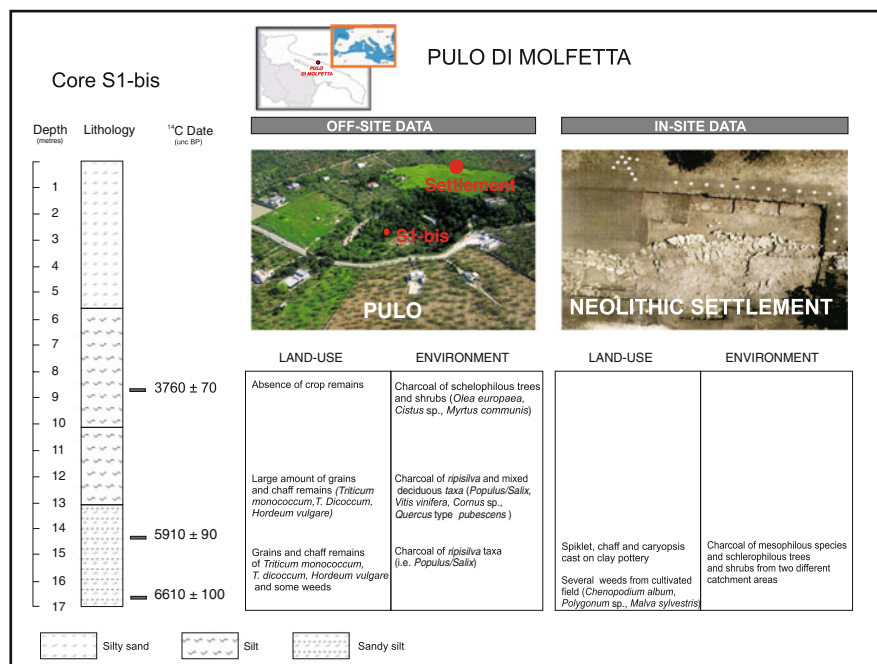 PULO DI MOLFETTA
PULO
DI MOLFETTA
Core S1-bis
Depth
(metres)
Lithology
14C Date
(unc BP)
OFF-SITE DATA
IN-SITE DATA
Settlement
S1-bis
PULO
NEOLITHIC SETTLEMENT
1
2
3
4
5
6
7
8
9
10
11
12
13
14
15
16
17
3760 ± 70
5910 ± 90
6610 ± 100
LAND-USE
ENVIRONMENT
LAND-USE
ENVIRONMENT
Absence of crop remains
Charcoal of schelophilous trees
and shrubs (Olea europaea,
Cistus sp., Myrtus communis)
Large amount of grains
and chaff remains (Triticum
monococcum,T. Dicoccum,
Hordeum vulgare)
Charcoal of ripisilva and mixed
deciduous taxa (Populus/Salix,
Vitis vinifera, Cornus sp.,
Quercus type pubescens )
Grains and chaff remains
of Triticum monococcum,
T. dicoccum, Hordeum vulgare
and some weeds
Charcoal of ripisilva taxa
(i.e. Populus/Salix)
Spiklet, chaff and caryopsis
cast on clay pottery
Several weeds from cultivated
field (Chenopodium album,
Polygonum sp., Malva sylvestris)
Charcoal of mesophilous species
and schlerophilous trees
and shrubs from two different
catchment areas
Silty sand
Silt
Sandy silt